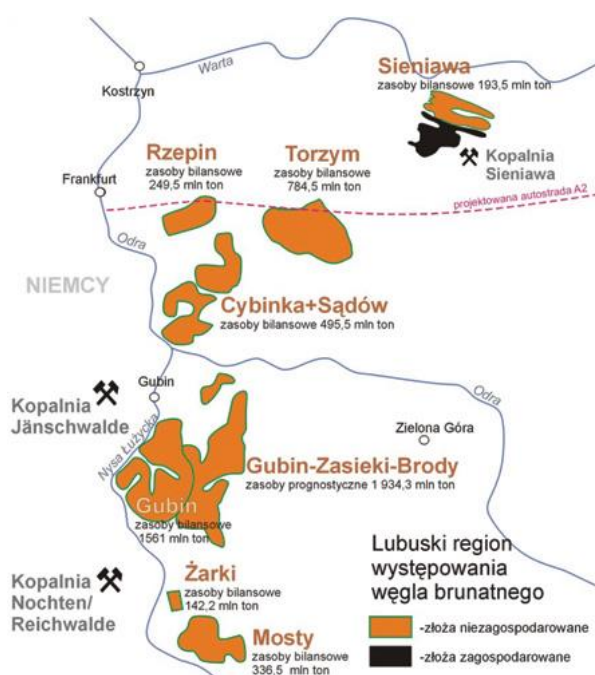 Warta
Kostrzyn
Sieniawa
zasoby bilansowe 193,5 mln ton
Kopalnia
Sieniawa
Rzepin
zasoby bilansowe
249,5 mln ton
Torzym
zasoby bilansowe
784,5 mln ton
Frankfurt
projektowana autostrada A2
Odra
NIEMCY
Cybinka+Sądów
zasoby bilansowe 495,5 mln ton
Gubin
Kopalnia
Jänschwalde
Nysa Łużycka
Odra
Zielona Góra
Gubin-Zasieki-Brody
zasoby prognostyczne 1 934,3 mln ton
Gubin
zasoby bilansowe
1561 mln ton
Kopalnia
Nochten/
Reichwalde
Żarki
zasoby bilansowe
142,2 mln ton
Mosty
zasoby bilansowe
336,5 mln ton
Lubuski region
występowania
węgla brunatnego
-złoża niezagospodarowane
-złoża zagospodarowane